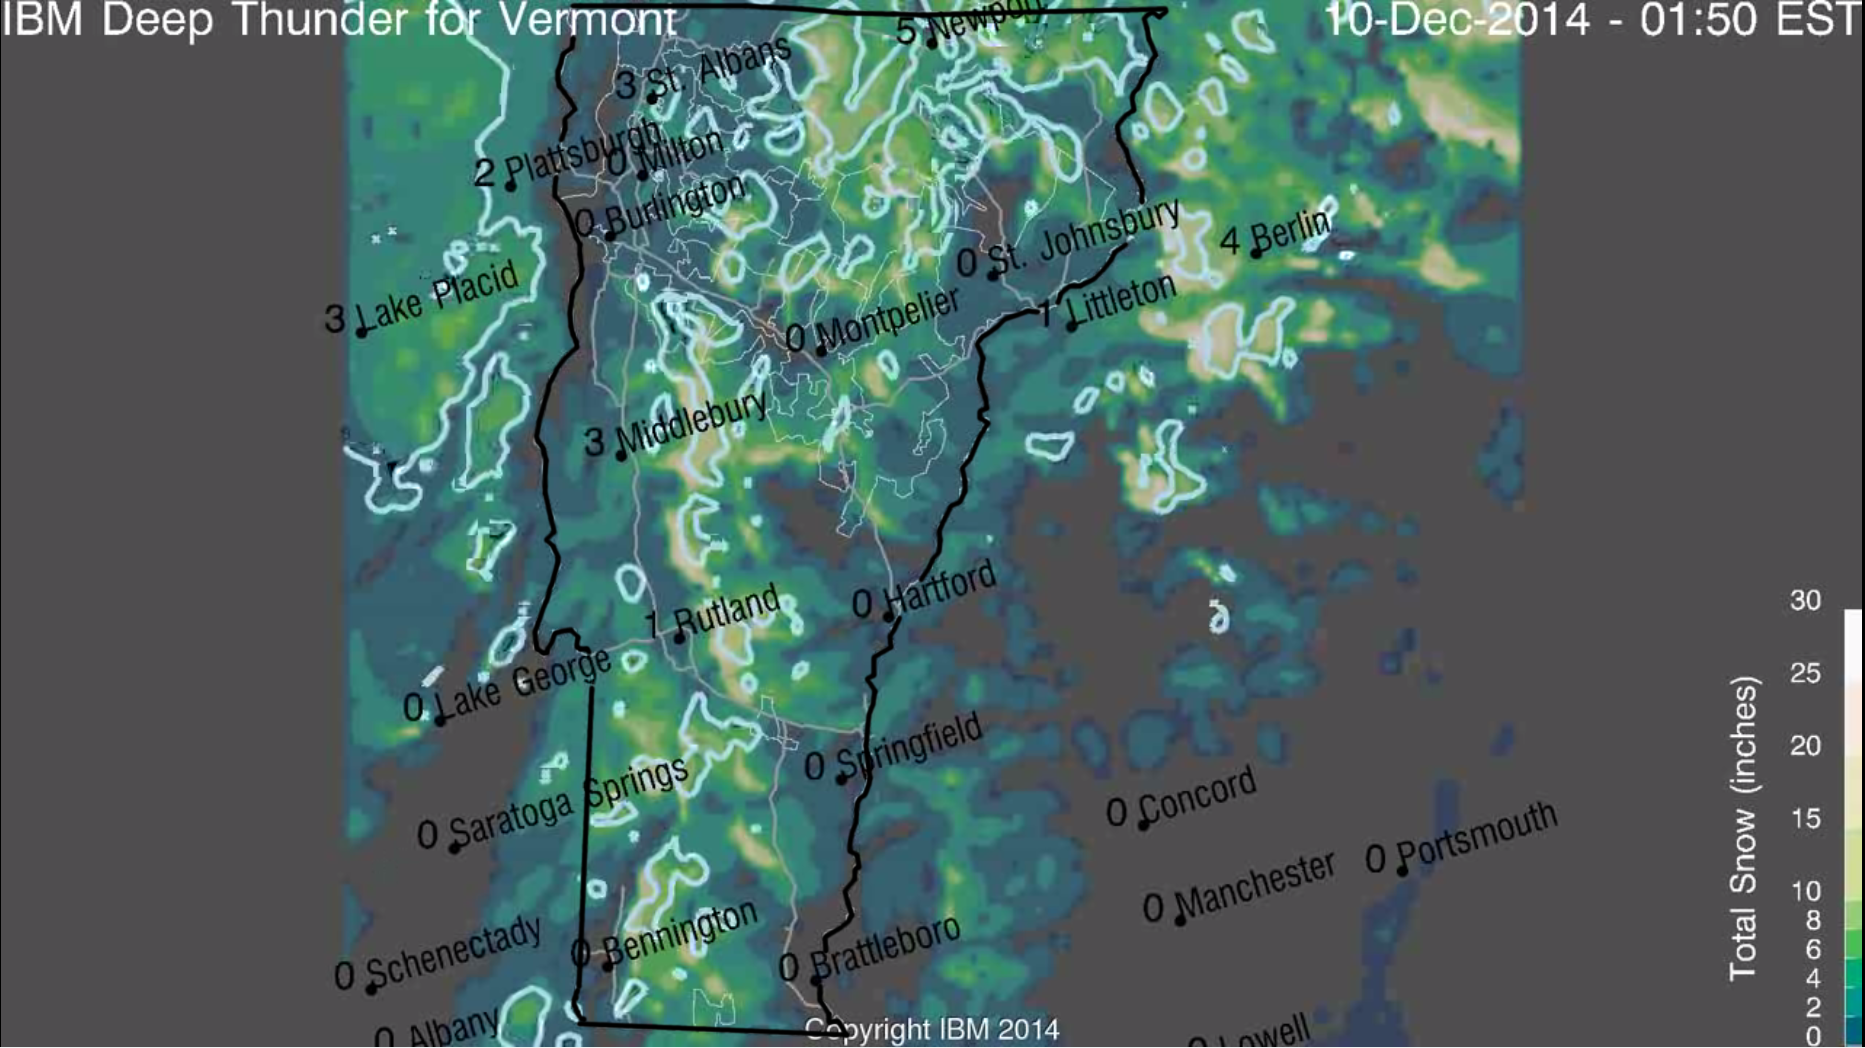 IBM Deep Thunder for Vermont
10-Dec-2014 - 01:50 EST
5 Newport
3 St. Albans
2 Plattsburgh
0 Milton
0 Burlington
0 St. Johnsbury
4 Berlin
3 Lake Placid
0 Montpelier
1 Littleton
3 Middlebury
1 Rutland
0 Hartford
0 Lake George
0 Springfield
0 Saratoga Springs
0 Concord
0 Manchester
0 Portsmouth
0 Schenectady
0 Bennington
0 Brattleboro
0 Albany
0 Lowell
Copyright IBM 2014
Total Snow (inches)
30
25
20
15
10
8
6
4
2
0